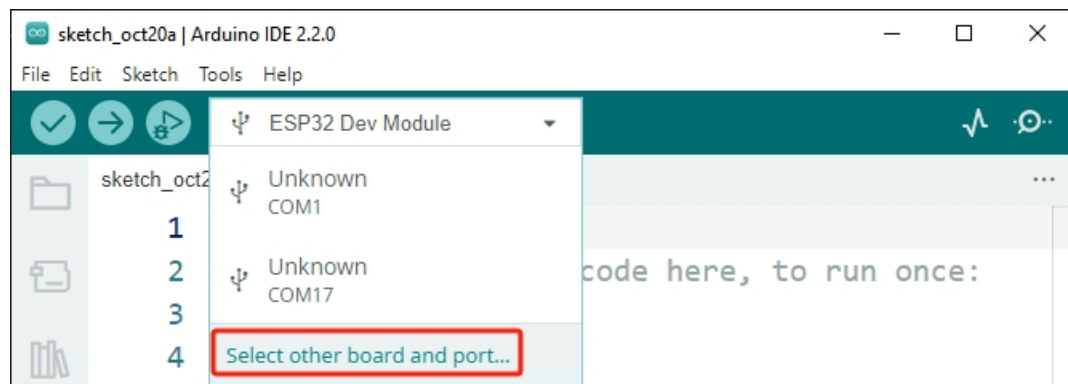 sketch_oct20a | Arduino IDE 2.2.0
File Edit Sketch Tools Help
ESP32 Dev Module
sketch_oct2
Unknown
COM1
1
2
Unknown
COM17
code here, to run once:
3
4
Select other board and port...